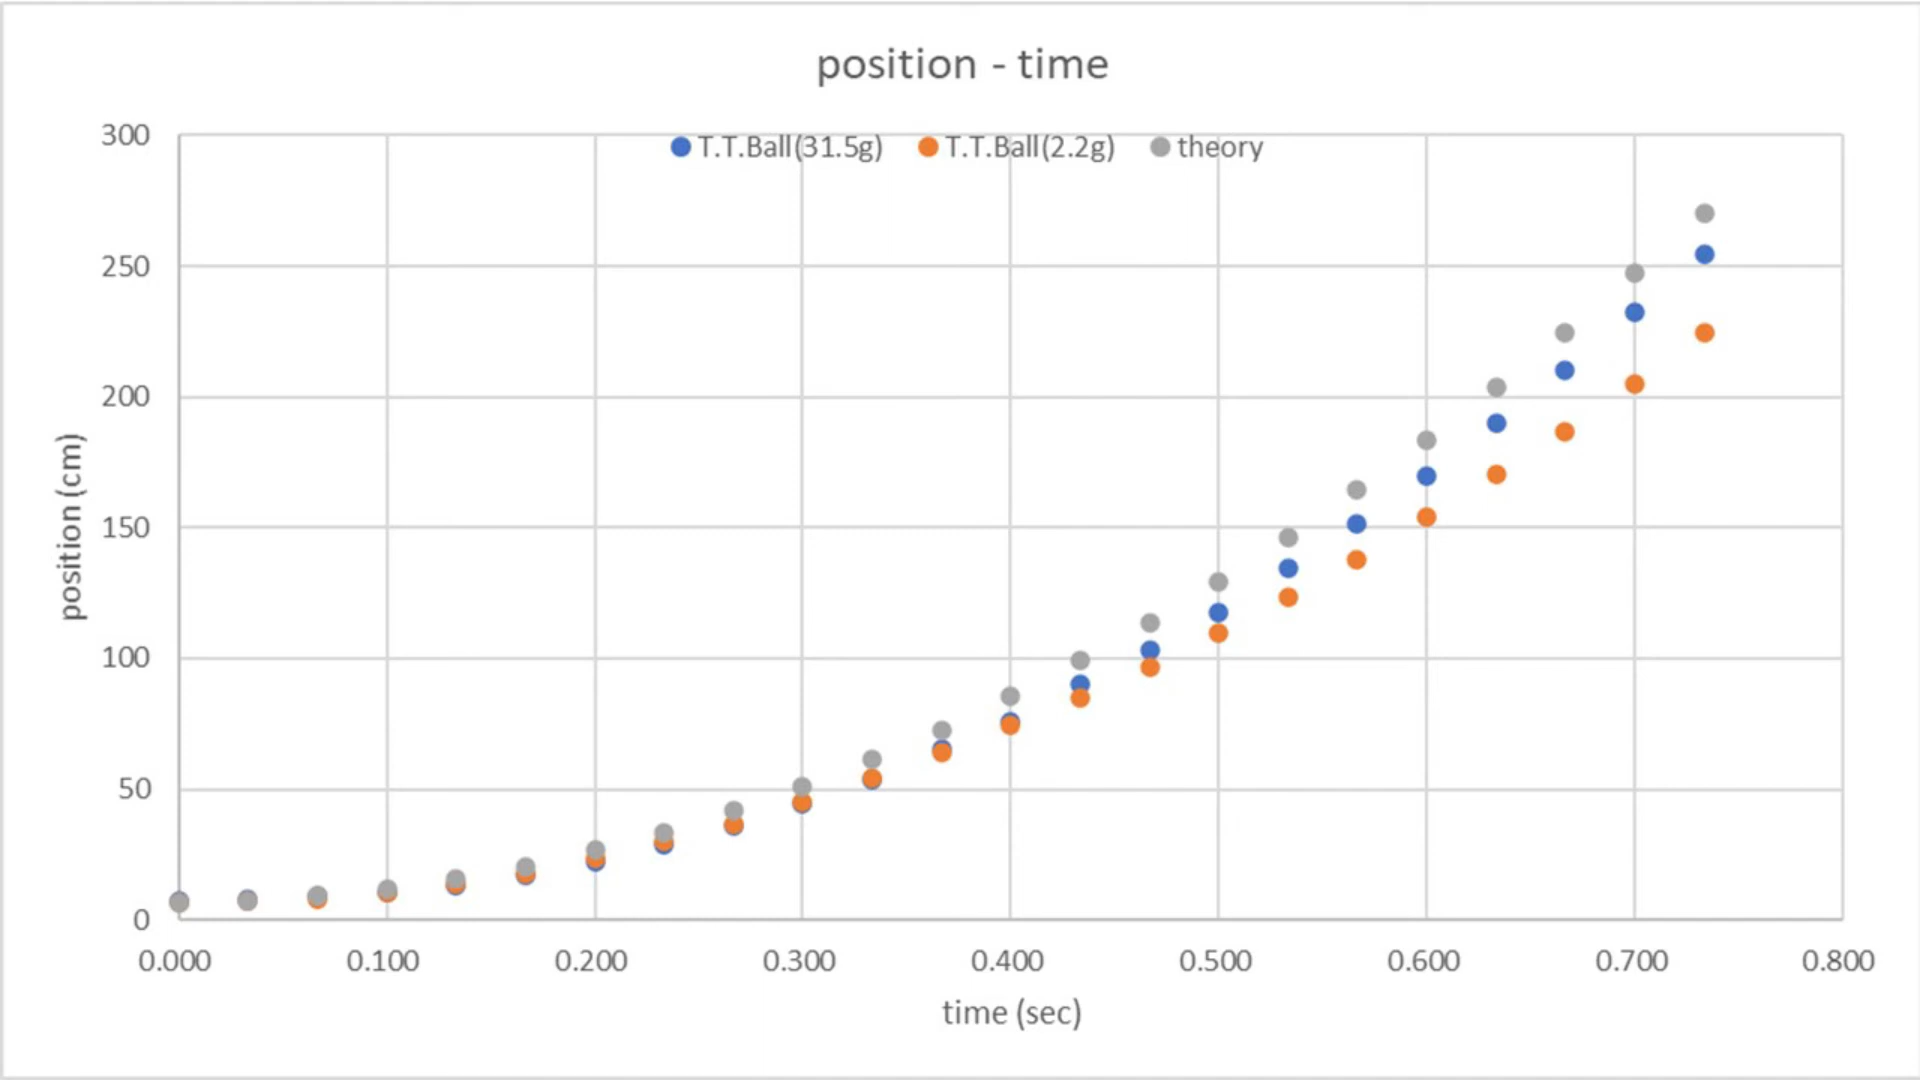 position - time
T.T.Ball(31.5g) T.T.Ball(2.2g) theory
300
250
200
150
100
50
0
position (cm)
0.000 0.100 0.200 0.300 0.400 0.500 0.600 0.700 0.800
time (sec)